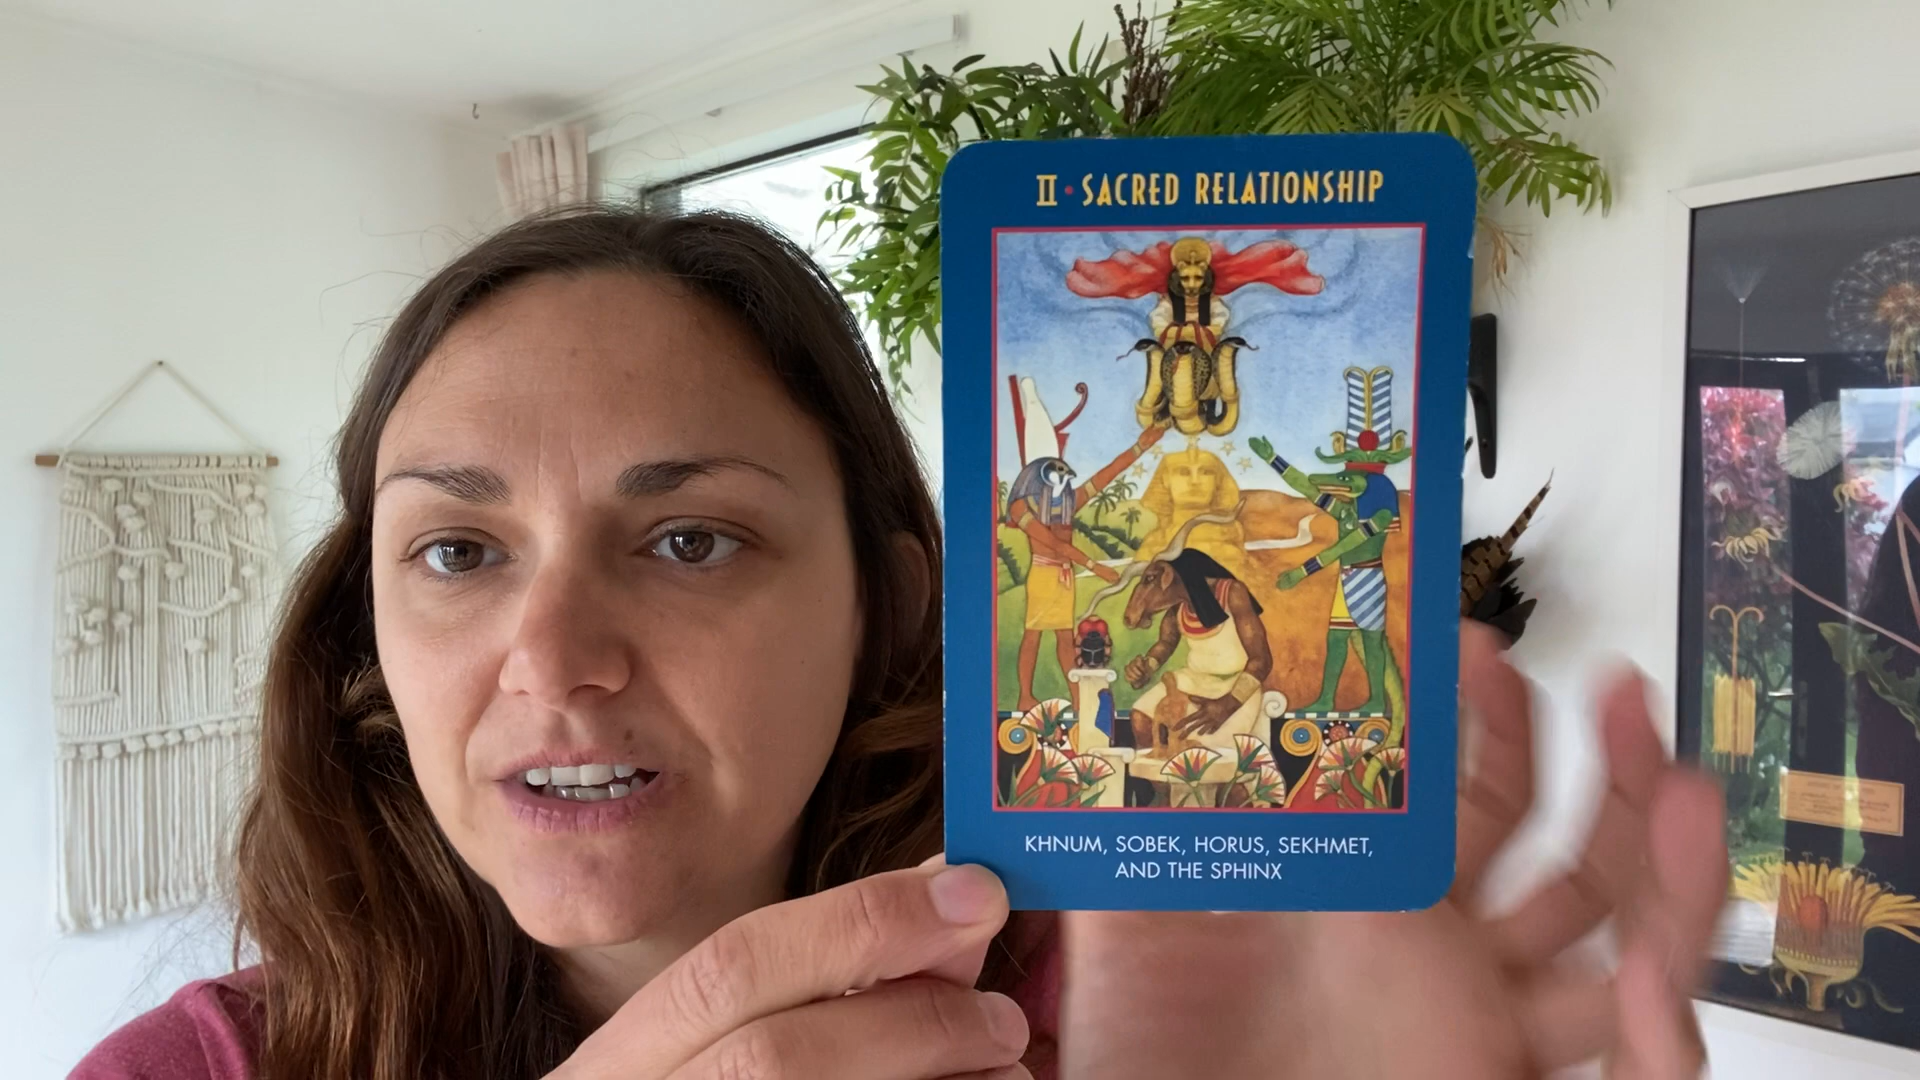 II • SACRED RELATIONSHIP
KHNUM, SOBEK, HORUS, SEKHMET,
AND THE SPHINX